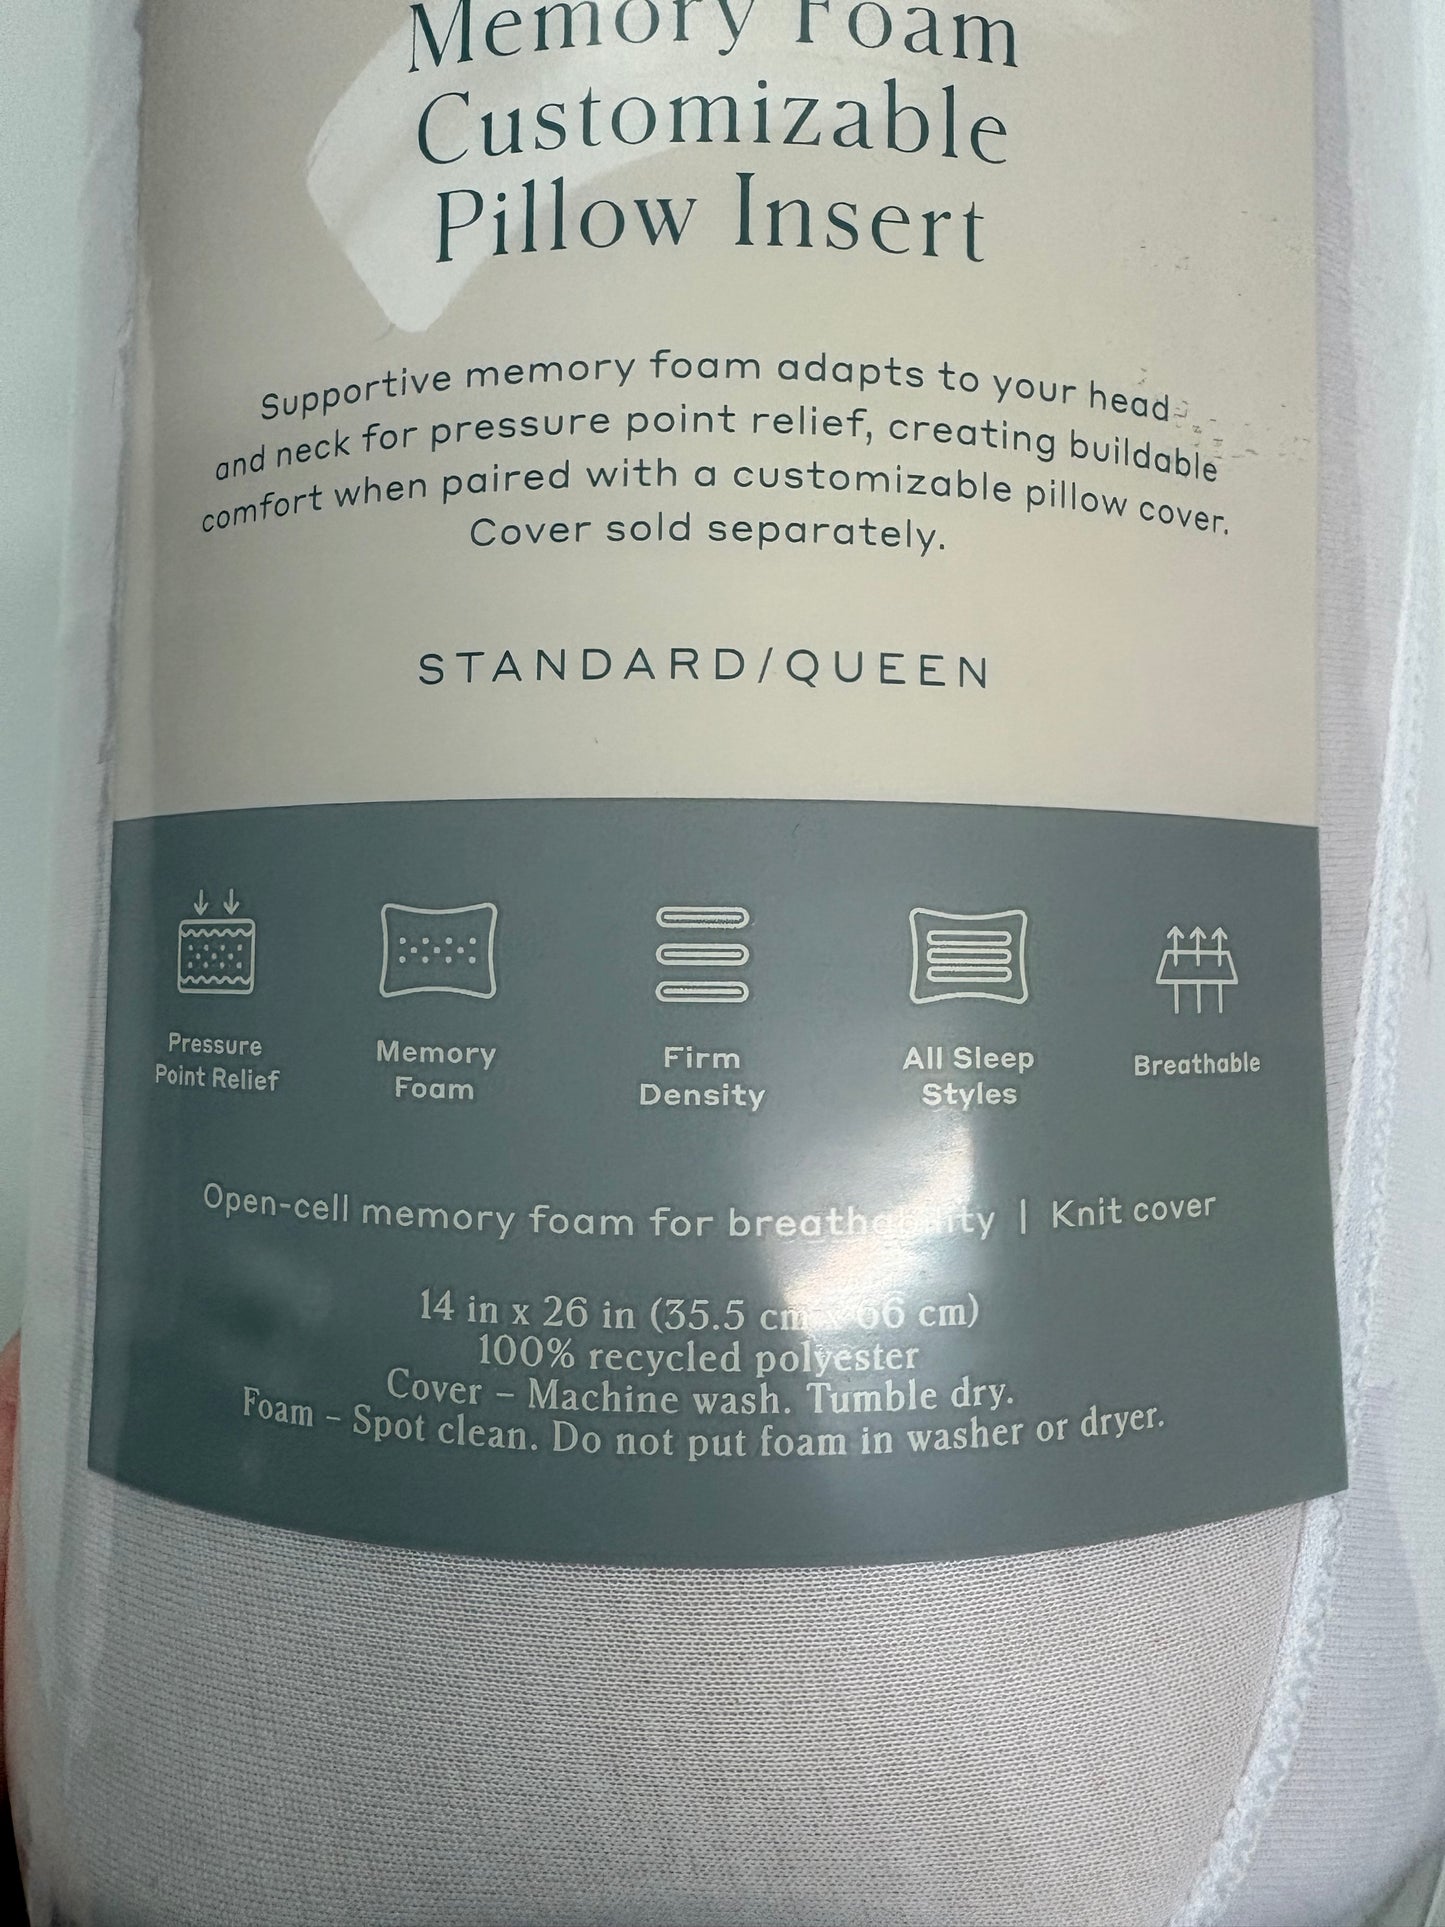 Memory Foam
Customizable
Pillow Insert
Supportive memory foam adapts to your head
and neck for pressure point relief, creating buildable
comfort when paired with a customizable pillow cover.
Cover sold separately.
STANDARD/QUEEN
Pressure
Point Relief
Memory
Foam
Firm
Density
All Sleep
Styles
Breathable
Open-cell memory foam for breathability | Knit cover
14 in x 26 in (35.5 cm x 66 cm)
100% recycled polyester
Cover – Machine wash. Tumble dry.
Foam – Spot clean. Do not put foam in washer or dryer.